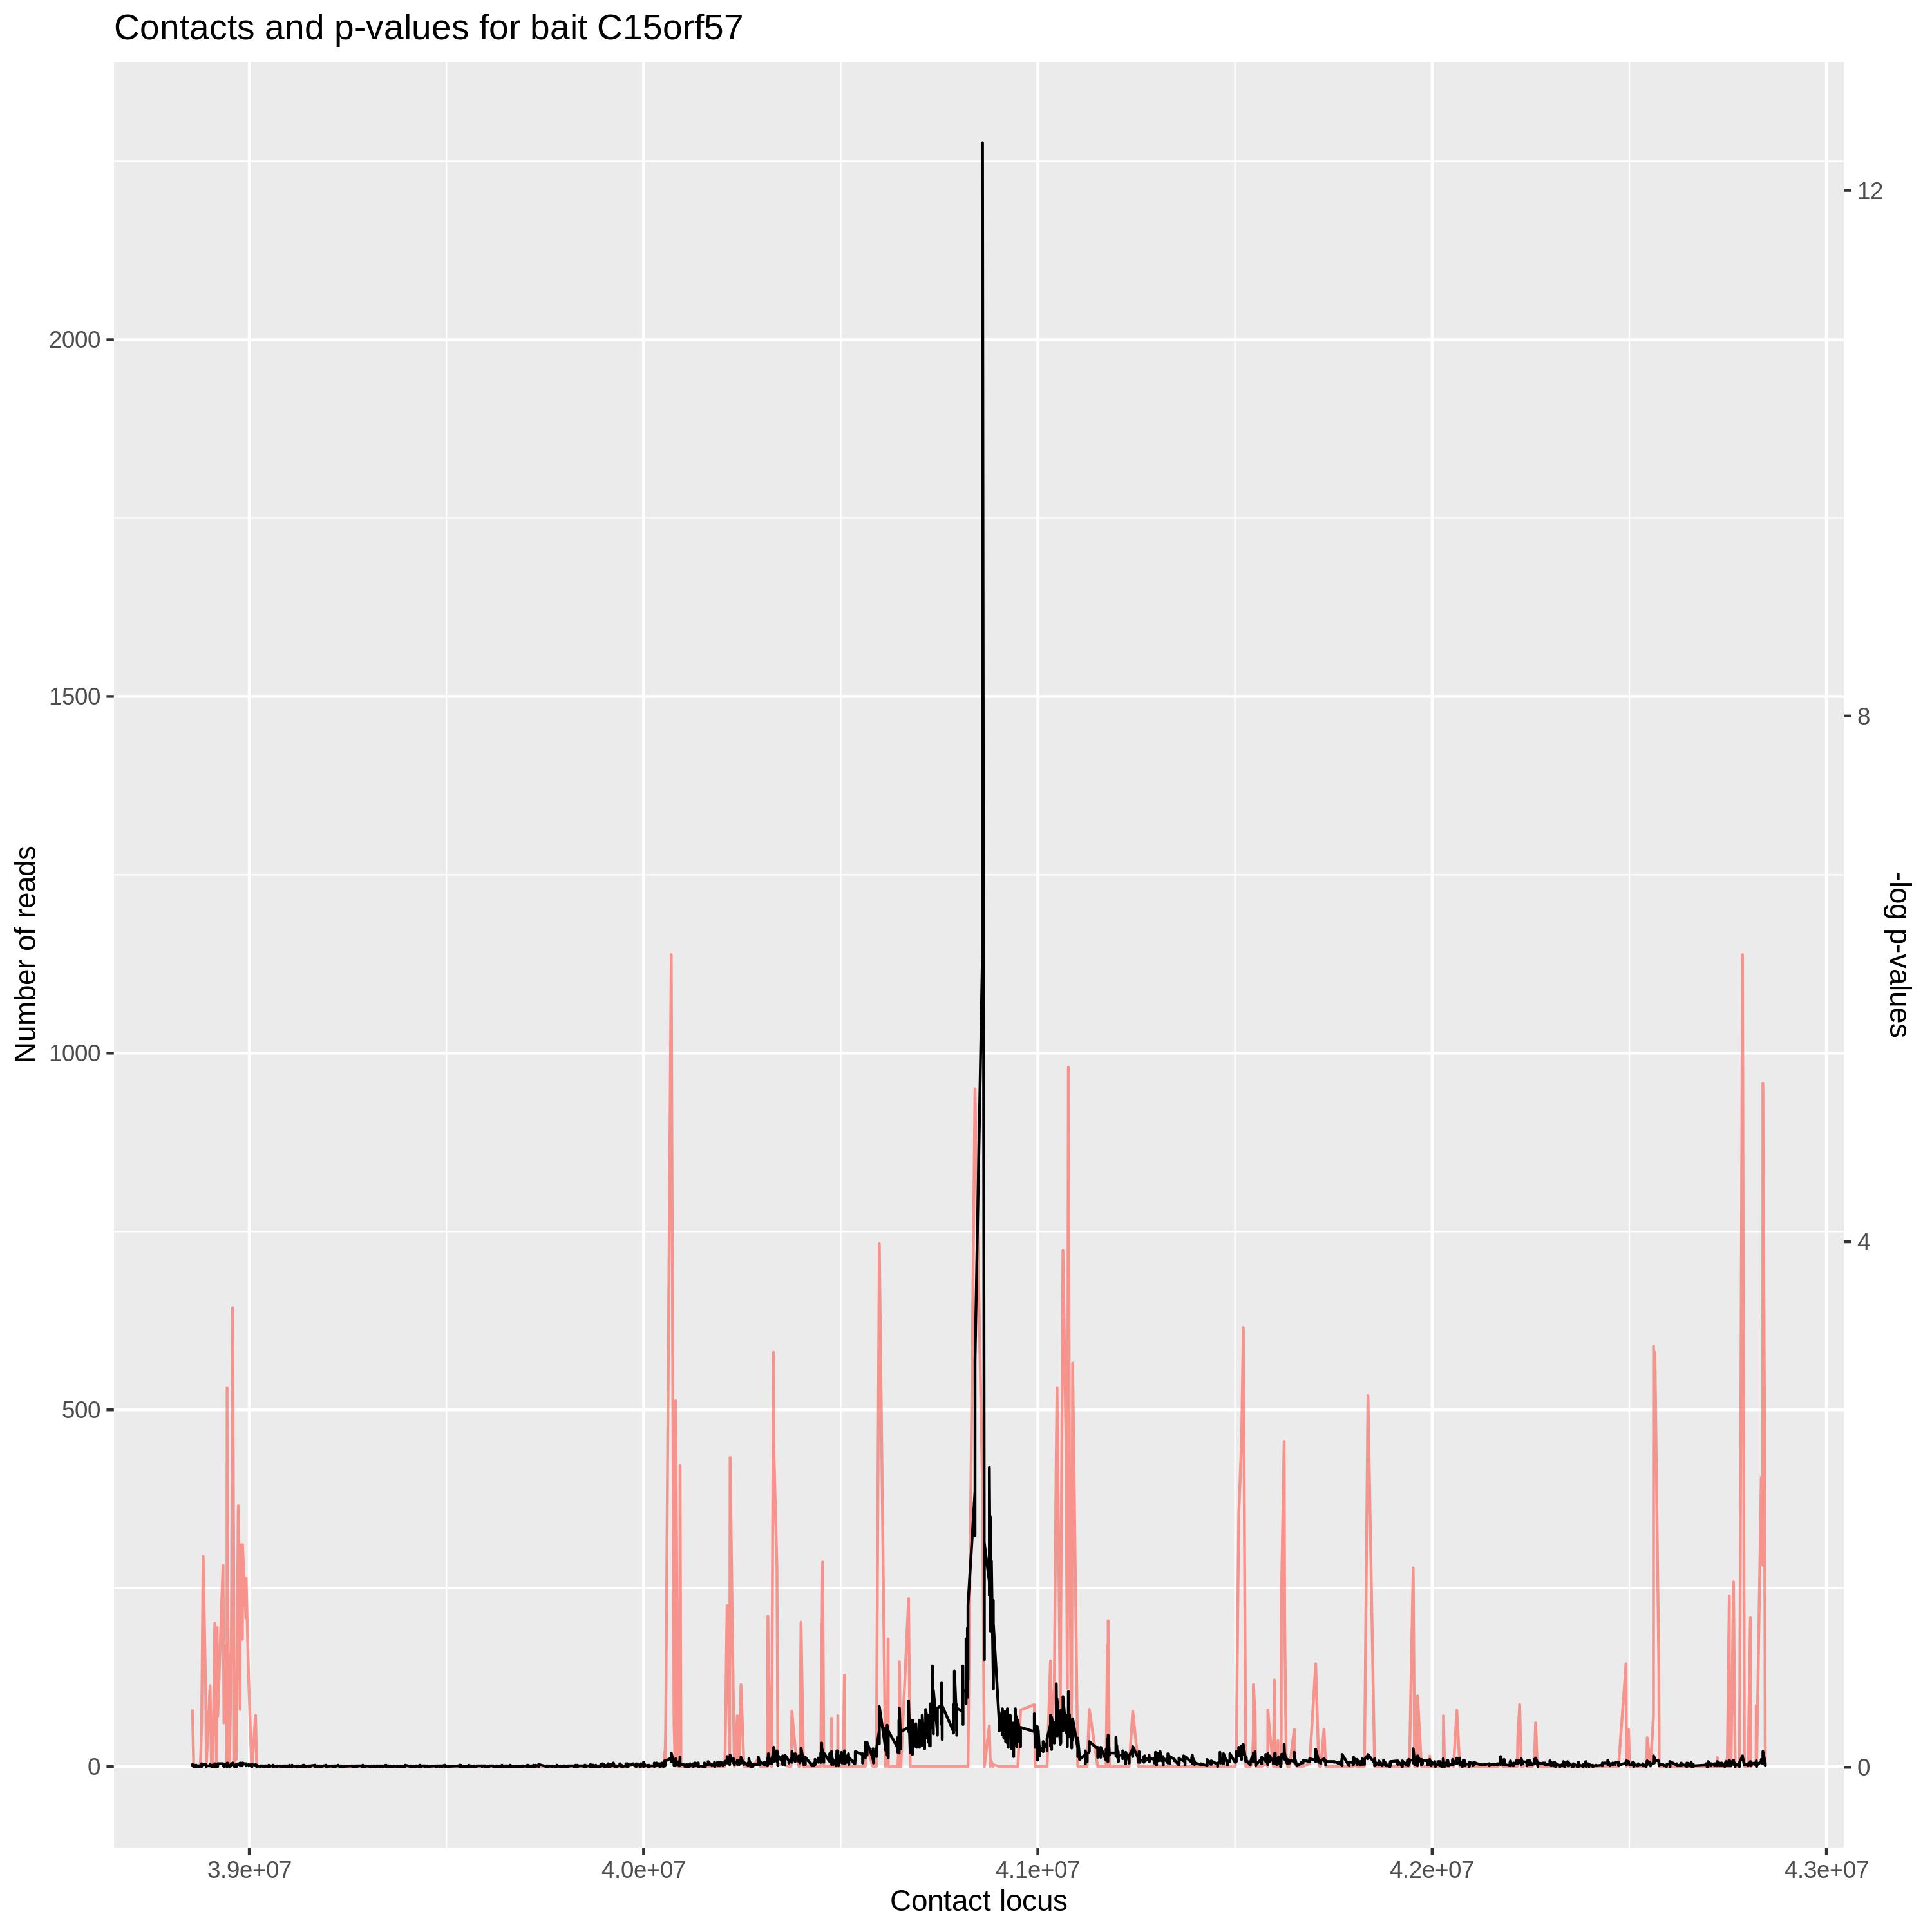 Contacts and p-values for bait C15orf57
2000
1500
1000
500
0
Number of reads
12
8
4
0
-log p-values
3.9e+07
4.0e+07
4.1e+07
4.2e+07
4.3e+07
Contact locus